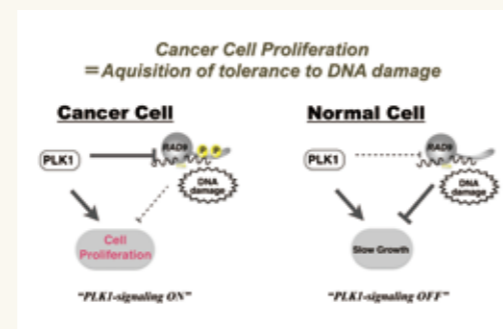 Cancer Cell Proliferation
=Aquisition of tolerance to DNA damage
Cancer Cell
PLK1
RAD9
P P
DNA
damage
Cell
Proliferation
"PLK1-signaling ON"
Normal Cell
PLK1
RAD9
DNA
damage
Slow Growth
"PLK1-signaling OFF"